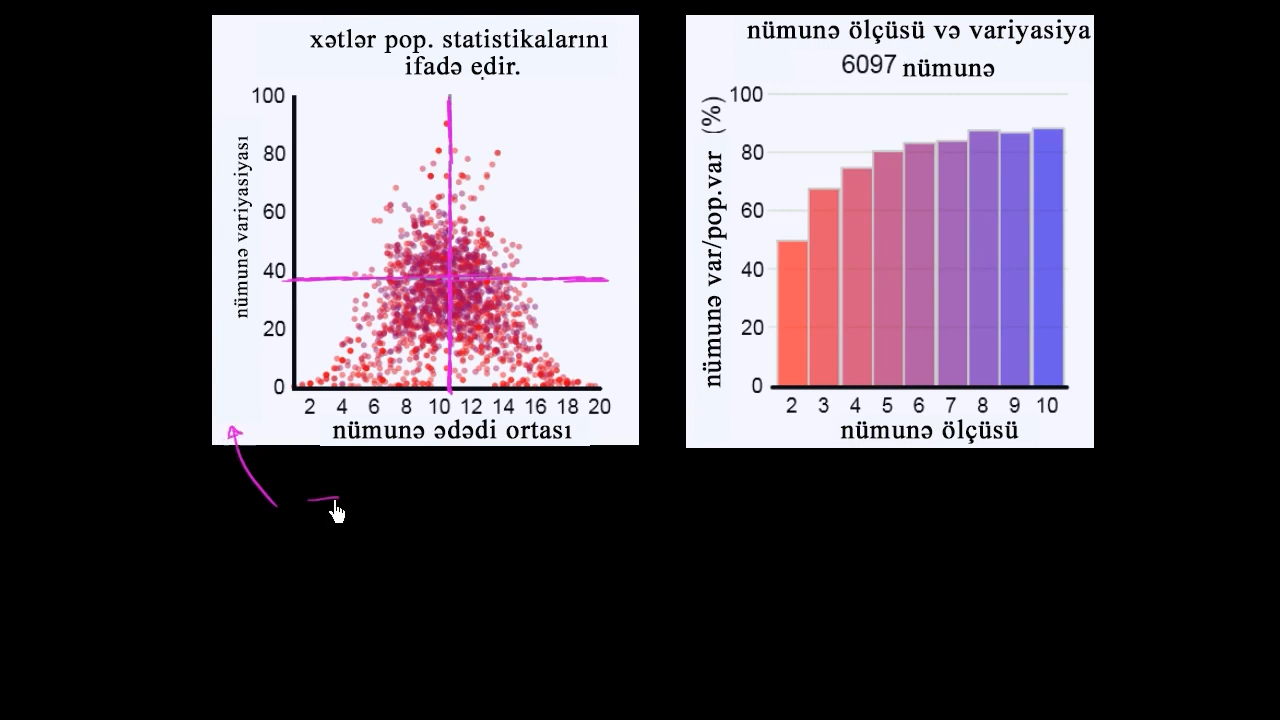 xətlər pop. statistikalarını
ifadə edir.
100
80
60
40
20
0
nümunə variyasiyası
2 4 6 8 10 12 14 16 18 20
nümunə ədədi ortası
nümunə ölçüsü və variyasiya
6097 nümunə
100
80
60
40
20
0
nümunə var/pop.var (%)
2 3 4 5 6 7 8 9 10
nümunə ölçüsü